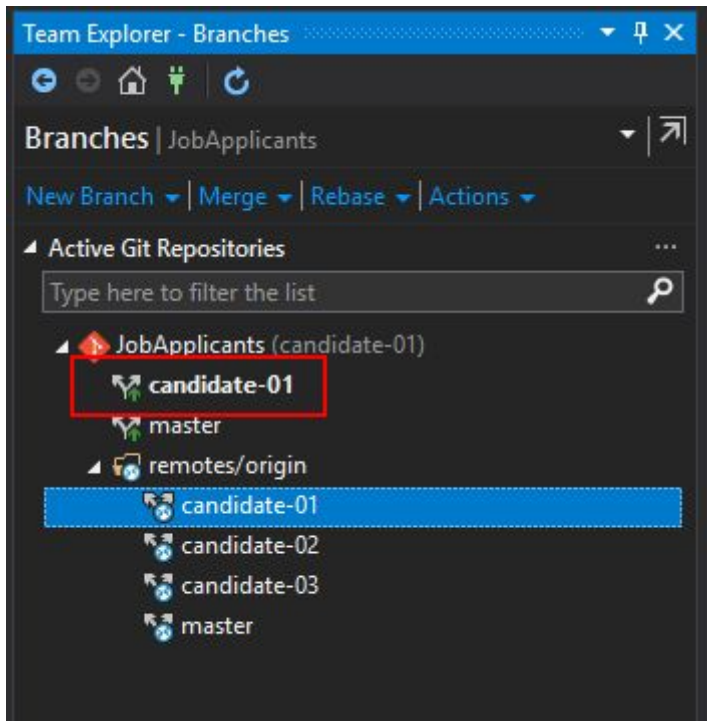 Team Explorer - Branches
Branches | JobApplicants
New Branch | Merge | Rebase | Actions
Active Git Repositories
Type here to filter the list
JobApplicants (candidate-01)
candidate-01
master
remotes/origin
candidate-01
candidate-02
candidate-03
master